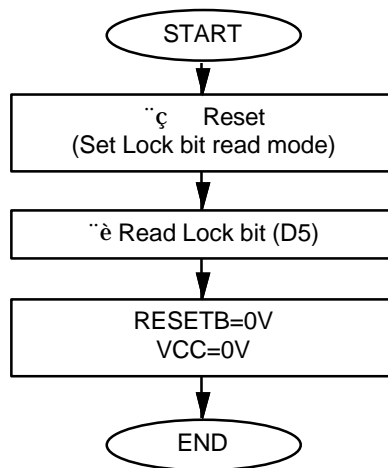 START
¨ç Reset
(Set Lock bit read mode)
¨è Read Lock bit (D5)
RESETB=0V
VCC=0V
END